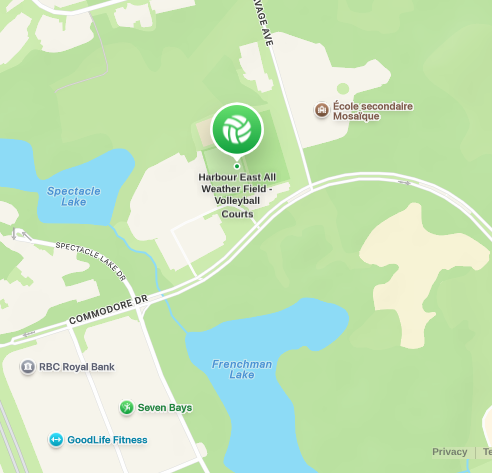 VAGE AVE
École secondaire
Mosaïque
Harbour East All
Weather Field -
Volleyball
Courts
Spectacle
Lake
SPECTACLE LAKE DR
COMMODORE DR
Frenchman
Lake
RBC Royal Bank
Seven Bays
GoodLife Fitness
Privacy
Te